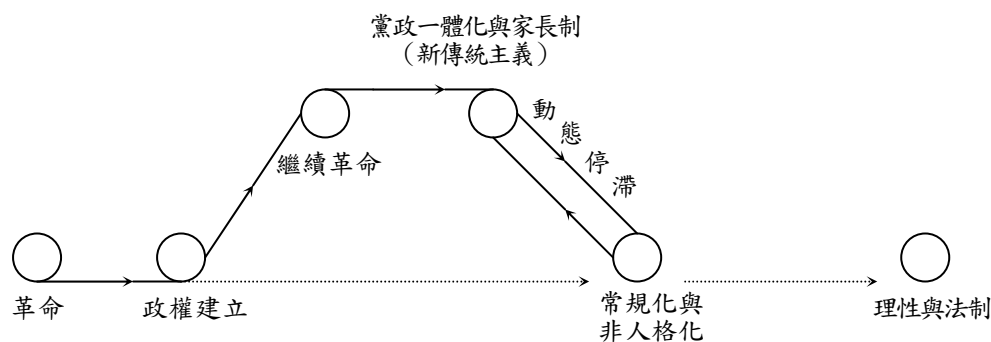 黨政一體化與家長制
（新傳統主義）
動態停滯
繼續革命
革命
政權建立
常規化與
非人格化
理性與法制